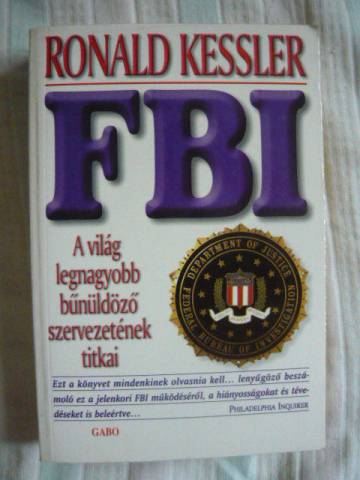 RONALD KESSLER
FBI
A világ
legnagyobb
bűnüldöző
szervezetének
titkai
DEPARTMENT OF JUSTICE
FEDERAL BUREAU OF INVESTIGATION
Ezt a könyvet mindenkinek olvasnia kell... lenyűgöző beszá-
moló ez a jelenkori FBI működéséről, a hiányosságokat és téve-
déseket is beleértve...
PHILADELPHIA INQUIRER
GABO